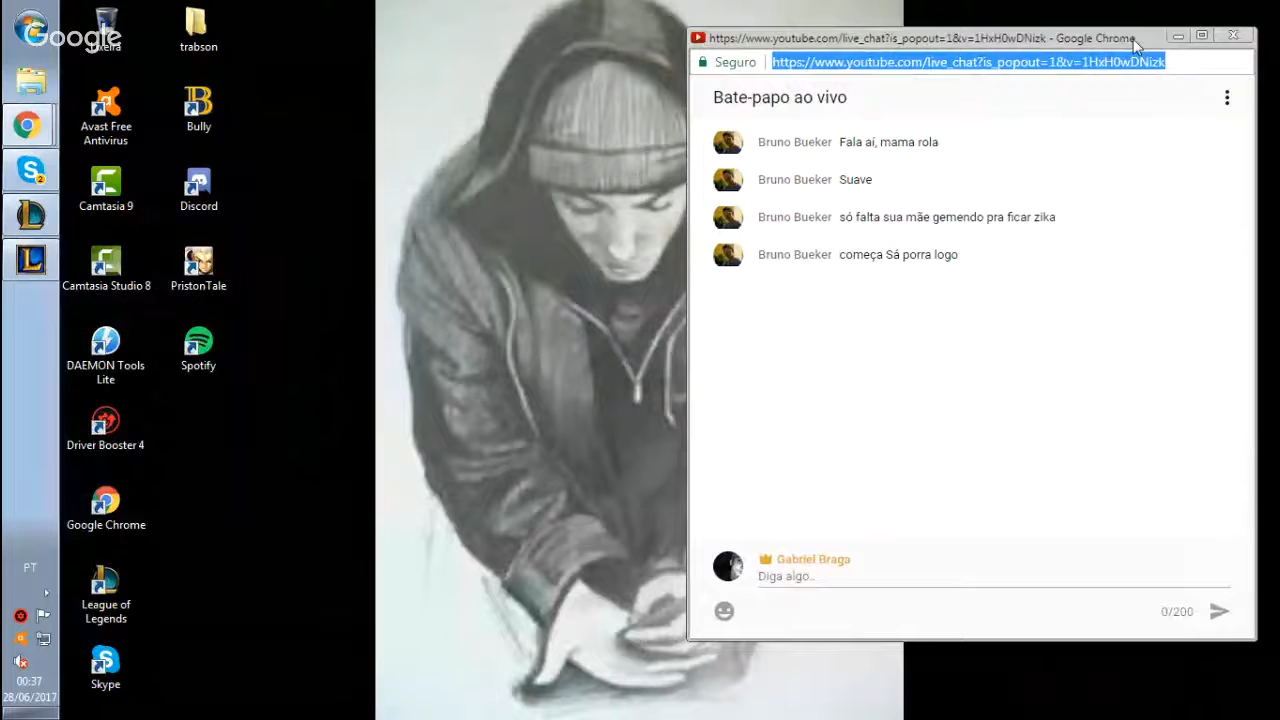 Google
Lixeira
trabson
Avast Free
Antivirus
Bully
Camtasia 9
Discord
Camtasia Studio 8
PristonTale
DAEMON Tools
Lite
Spotify
Driver Booster 4
Google Chrome
League of
Legends
Skype
2
PT
00:37
28/06/2017
https://www.youtube.com/live_chat?is_popout=1&v=1HxH0wDNizk - Google Chrome
Seguro
https://www.youtube.com/live_chat?is_popout=1&v=1HxH0wDNizk
Bate-papo ao vivo
Bruno Bueker Fala aí, mama rola
Bruno Bueker Suave
Bruno Bueker só falta sua mãe gemendo pra ficar zika
Bruno Bueker começa Sá porra logo
Gabriel Braga
Diga algo...
0/200